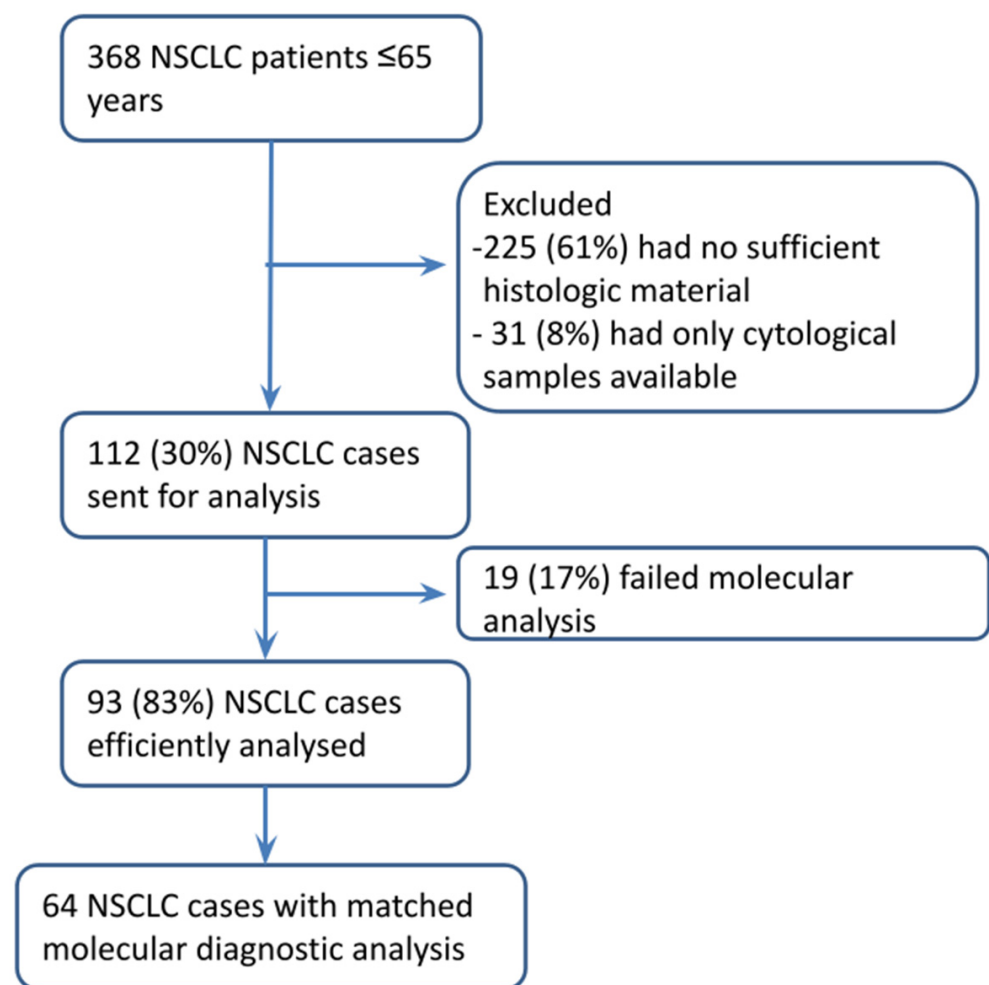 368 NSCLC patients ≤65
years
Excluded
-225 (61%) had no sufficient
histologic material
- 31 (8%) had only cytological
samples available
112 (30%) NSCLC cases
sent for analysis
19 (17%) failed molecular
analysis
93 (83%) NSCLC cases
efficiently analysed
64 NSCLC cases with matched
molecular diagnostic analysis